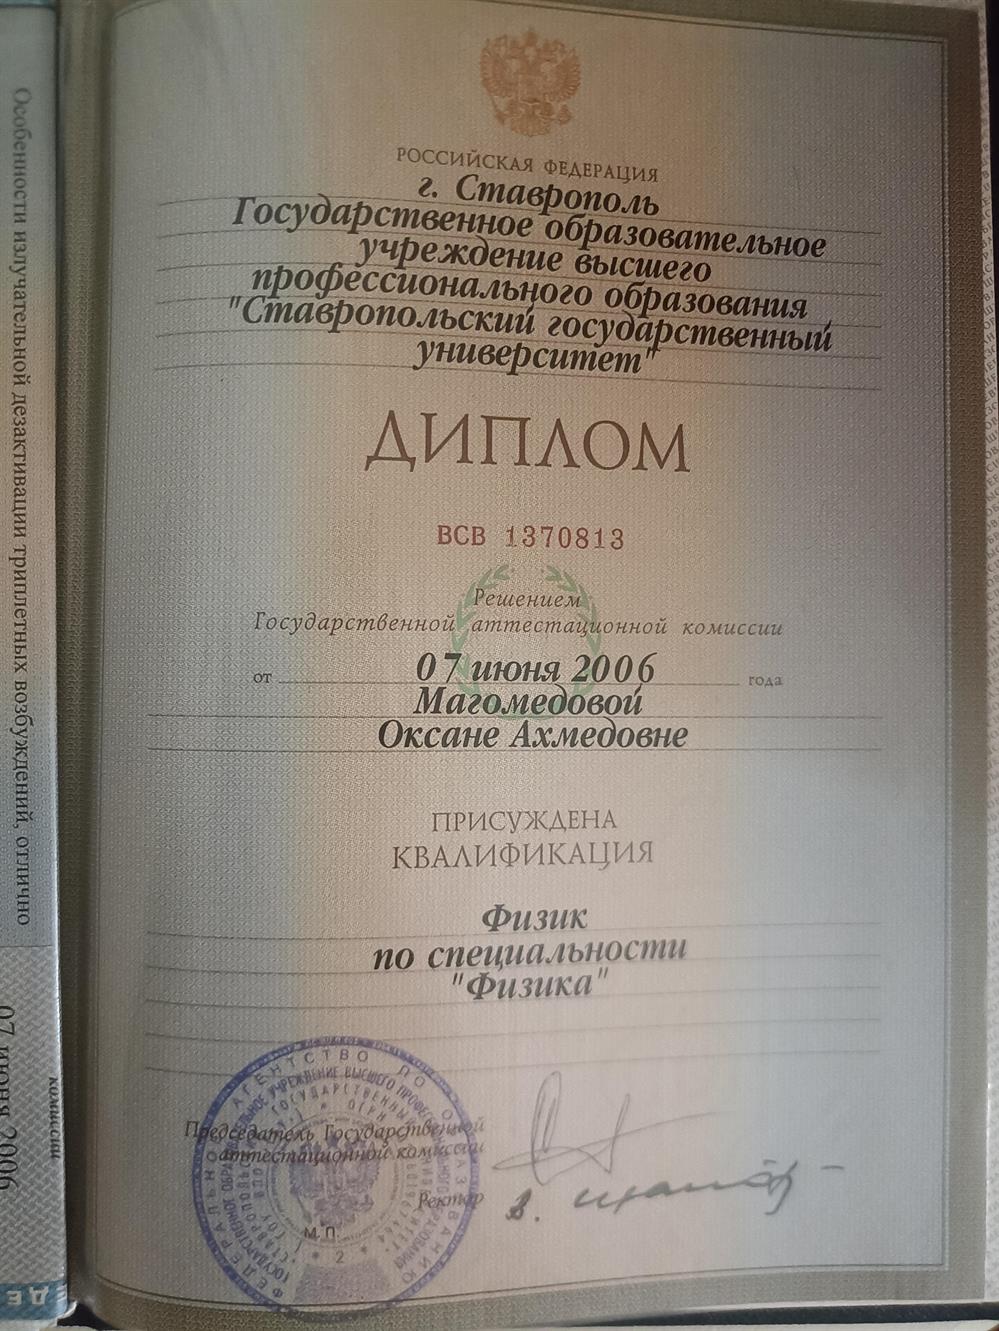 РОССИЙСКАЯ ФЕДЕРАЦИЯ
г. Ставрополь
Государственное образовательное
учреждение высшего
профессионального образования
"Ставропольский государственный
университет"
ДИПЛОМ
ВСВ 1370813
Решением
Государственной аттестационной комиссии
от 07 июня 2006 года
Магомедовой
Оксане Ахмедовне
ПРИСУЖДЕНА
КВАЛИФИКАЦИЯ
Физик
по специальности
"Физика"
Председатель Государственной
аттестационной комиссии
Ректор
М.П.
2
Особенности излучательной дезактивации триплетных возбуждений, отлично
07 июня 2006
комиссии